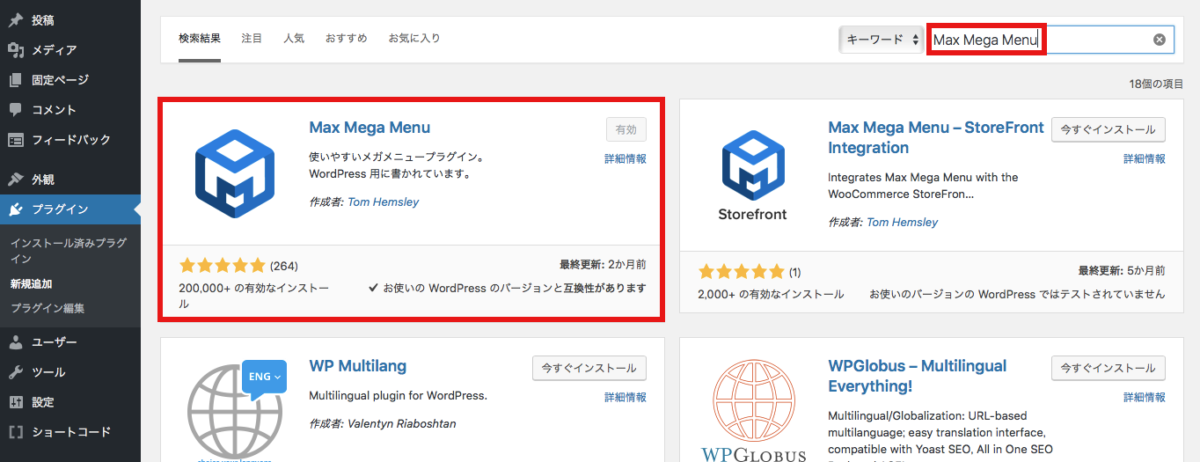 投稿
メディア
固定ページ
コメント
フィードバック
外観
プラグイン
インストール済みプラグ
イン
新規追加
プラグイン編集
ユーザー
ツール
設定
ショートコード
検索結果 注目 人気 おすすめ お気に入り
キーワード Max Mega Menu
18個の項目
Max Mega Menu
有効
詳細情報
使いやすいメガメニュープラグイン。
WordPress 用に書かれています。
作成者: Tom Hemsley
(264)
200,000+ の有効なインストー
ル
最終更新: 2か月前
お使いの WordPress のバージョンと互換性があります
Storefront
Max Mega Menu – StoreFront
Integration
今すぐインストール
詳細情報
Integrates Max Mega Menu with the
WooCommerce StoreFron...
作成者: Tom Hemsley
(1)
2,000+ の有効なインストール
最終更新: 5か月前
お使いのバージョンの WordPress ではテストされていません
ENG
WP Multilang
今すぐインストール
詳細情報
Multilingual plugin for WordPress.
作成者: Valentyn Riaboshtan
WPGLOBUS
WPGlobus – Multilingual
Everything!
今すぐインストール
詳細情報
Multilingual/Globalization: URL-based
multilanguage; easy translation interface,
compatible with Yoast SEO, All in One SEO